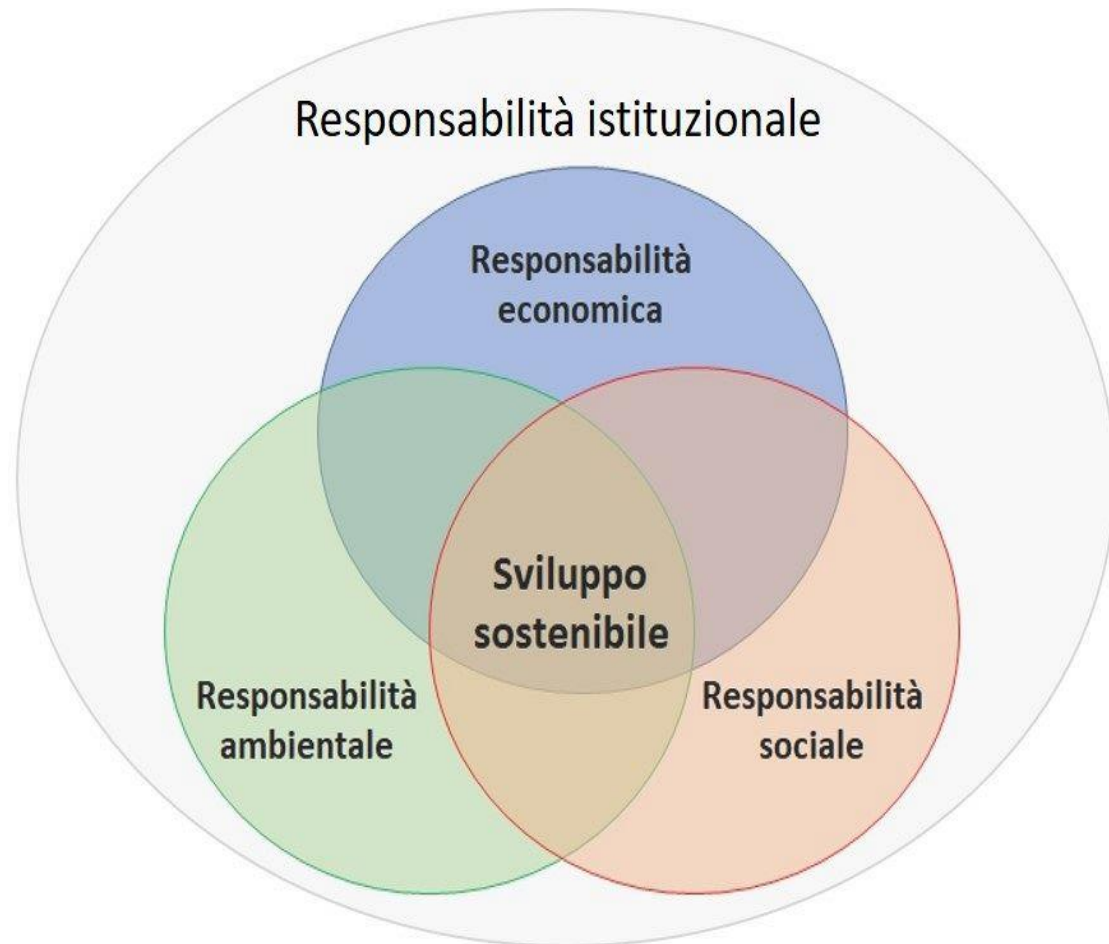 Responsabilità istituzionale
Responsabilità
economica
Sviluppo
sostenibile
Responsabilità
ambientale
Responsabilità
sociale